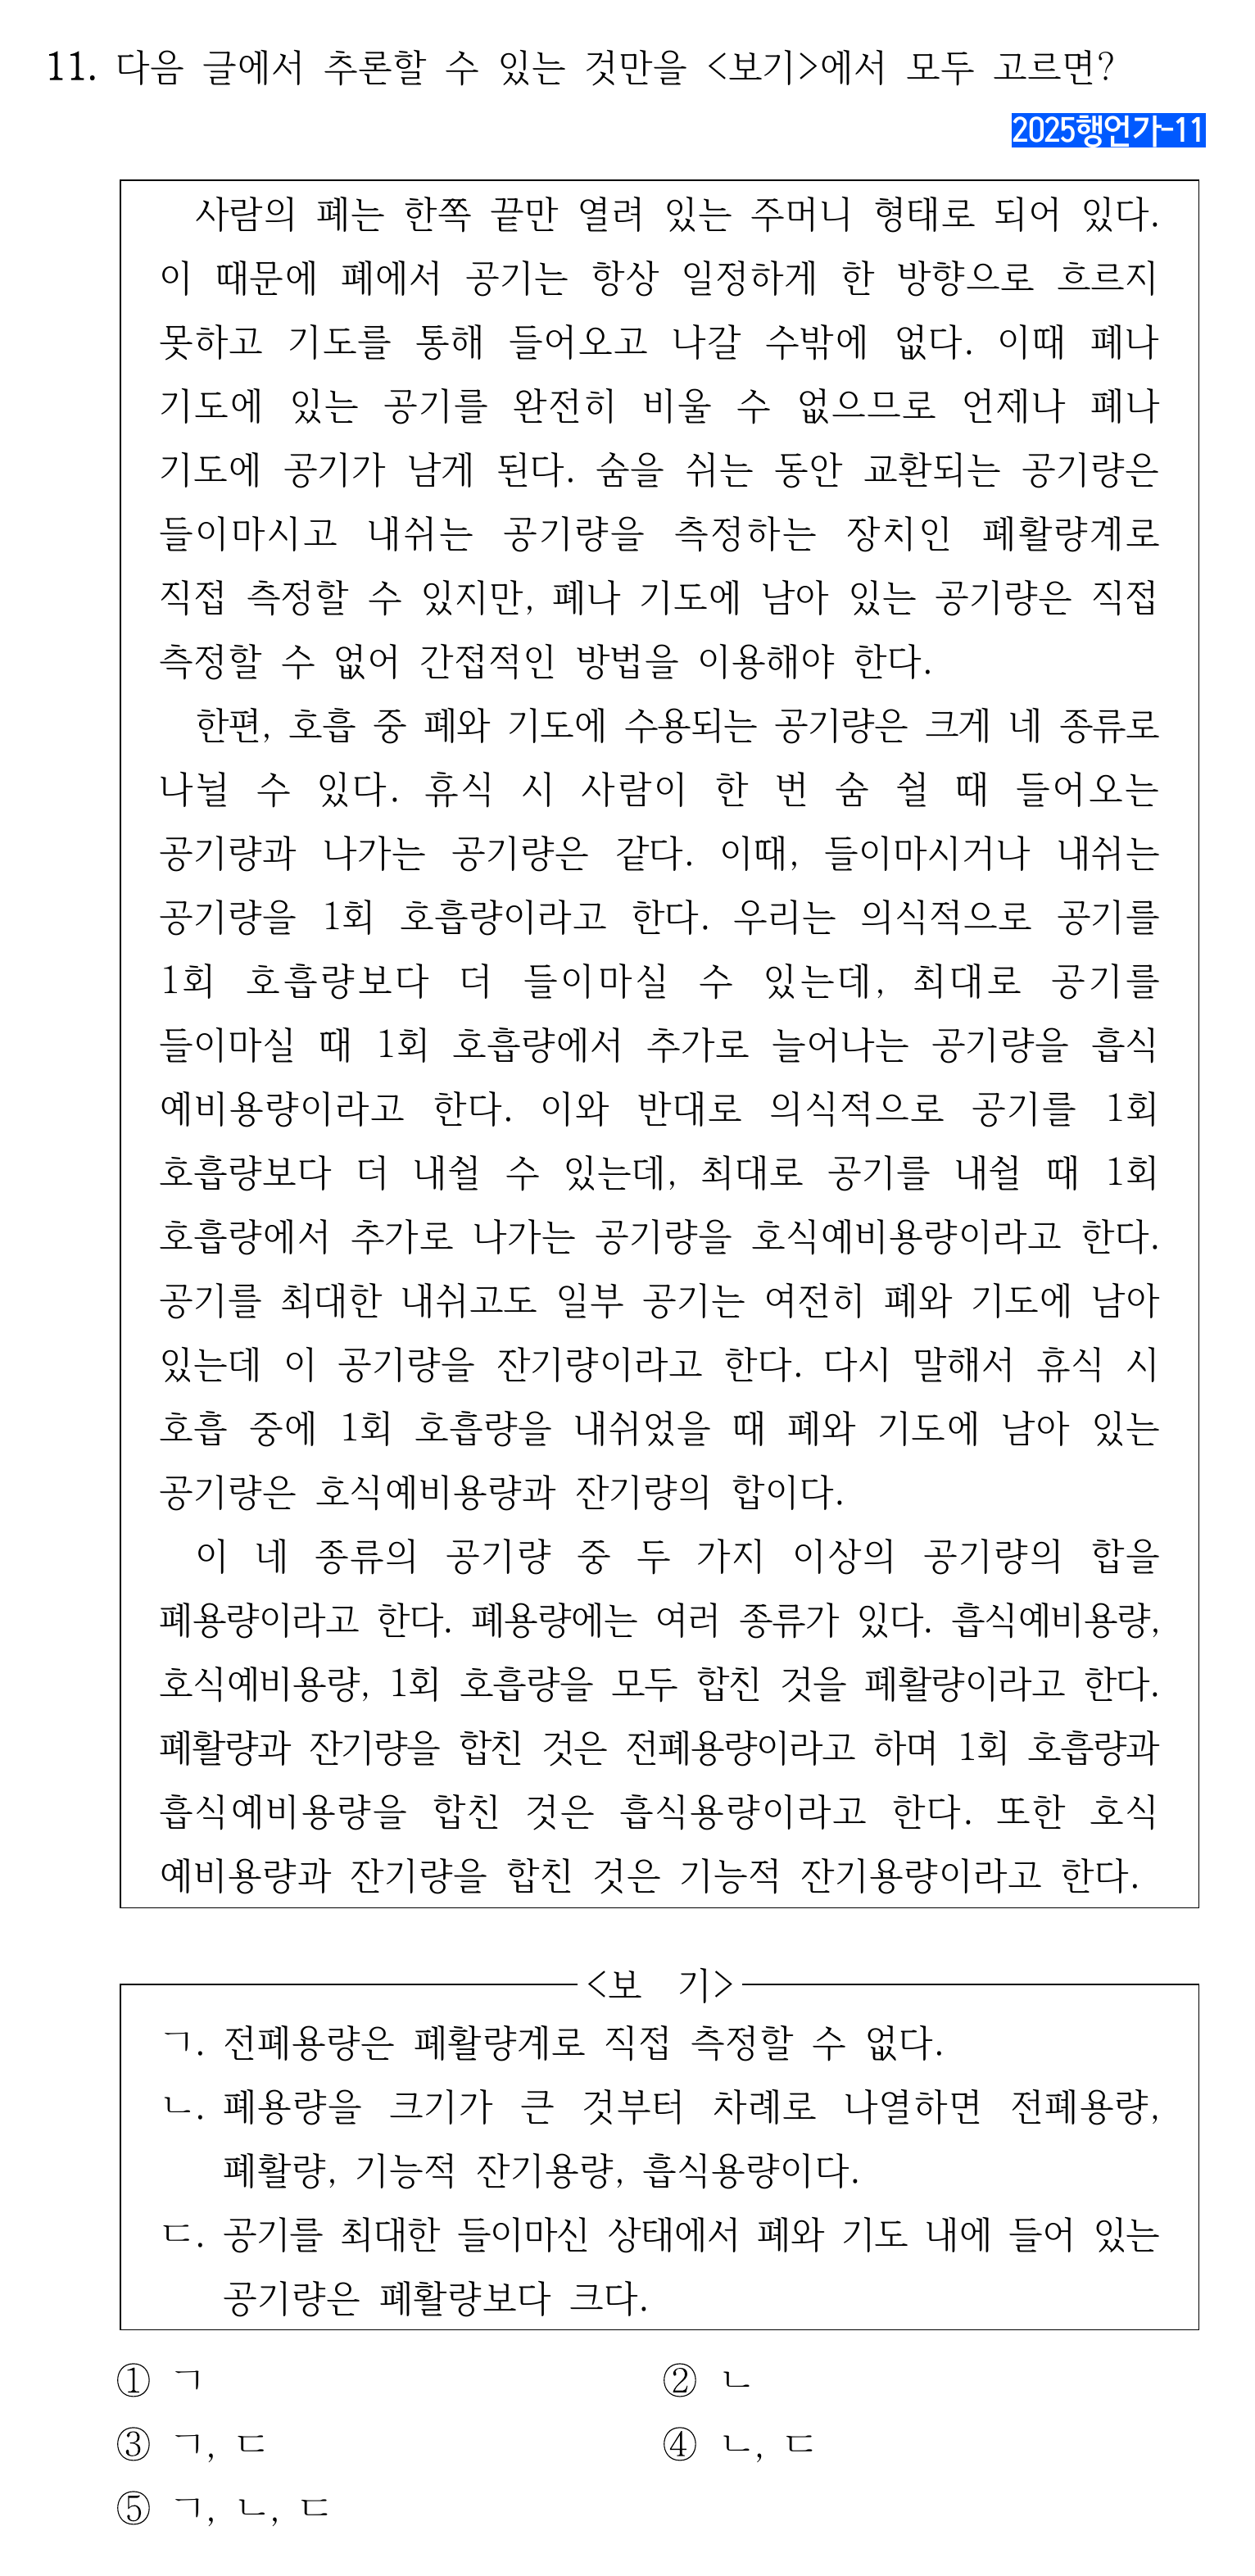 11. 다음 글에서 추론할 수 있는 것만을 <보기>에서 모두 고르면?
2025행언가-11
사람의 폐는 한쪽 끝만 열려 있는 주머니 형태로 되어 있다.
이 때문에 폐에서 공기는 항상 일정하게 한 방향으로 흐르지
못하고 기도를 통해 들어오고 나갈 수밖에 없다. 이때 폐나
기도에 있는 공기를 완전히 비울 수 없으므로 언제나 폐나
기도에 공기가 남게 된다. 숨을 쉬는 동안 교환되는 공기량은
들이마시고 내쉬는 공기량을 측정하는 장치인 폐활량계로
직접 측정할 수 있지만, 폐나 기도에 남아 있는 공기량은 직접
측정할 수 없어 간접적인 방법을 이용해야 한다.
한편, 호흡 중 폐와 기도에 수용되는 공기량은 크게 네 종류로
나뉠 수 있다. 휴식 시 사람이 한 번 숨 쉴 때 들어오는
공기량과 나가는 공기량은 같다. 이때, 들이마시거나 내쉬는
공기량을 1회 호흡량이라고 한다. 우리는 의식적으로 공기를
1회 호흡량보다 더 들이마실 수 있는데, 최대로 공기를
들이마실 때 1회 호흡량에서 추가로 늘어나는 공기량을 흡식
예비용량이라고 한다. 이와 반대로 의식적으로 공기를 1회
호흡량보다 더 내쉴 수 있는데, 최대로 공기를 내쉴 때 1회
호흡량에서 추가로 나가는 공기량을 호식예비용량이라고 한다.
공기를 최대한 내쉬고도 일부 공기는 여전히 폐와 기도에 남아
있는데 이 공기량을 잔기량이라고 한다. 다시 말해서 휴식 시
호흡 중에 1회 호흡량을 내쉬었을 때 폐와 기도에 남아 있는
공기량은 호식예비용량과 잔기량의 합이다.
이 네 종류의 공기량 중 두 가지 이상의 공기량의 합을
폐용량이라고 한다. 폐용량에는 여러 종류가 있다. 흡식예비용량,
호식예비용량, 1회 호흡량을 모두 합친 것을 폐활량이라고 한다.
폐활량과 잔기량을 합친 것은 전폐용량이라고 하며 1회 호흡량과
흡식예비용량을 합친 것은 흡식용량이라고 한다. 또한 호식
예비용량과 잔기량을 합친 것은 기능적 잔기용량이라고 한다.
<보 기>
ㄱ. 전폐용량은 폐활량계로 직접 측정할 수 없다.
ㄴ. 폐용량을 크기가 큰 것부터 차례로 나열하면 전폐용량,
폐활량, 기능적 잔기용량, 흡식용량이다.
ㄷ. 공기를 최대한 들이마신 상태에서 폐와 기도 내에 들어 있는
공기량은 폐활량보다 크다.
① ㄱ ② ㄴ
③ ㄱ, ㄷ ④ ㄴ, ㄷ
⑤ ㄱ, ㄴ, ㄷ